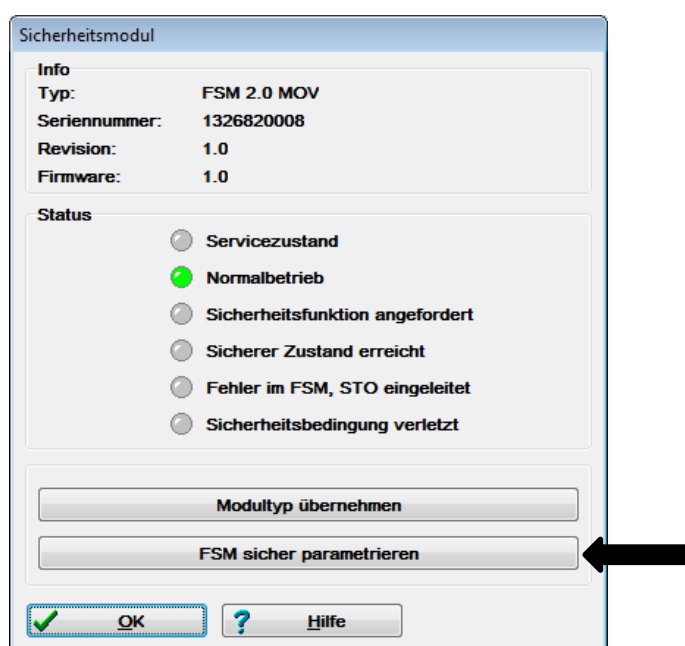 Sicherheitsmodul
Info
Typ: FSM 2.0 MOV
Seriennummer: 1326820008
Revision: 1.0
Firmware: 1.0
Status
Servicezustand
Normalbetrieb
Sicherheitsfunktion angefordert
Sicherer Zustand erreicht
Fehler im FSM, STO eingeleitet
Sicherheitsbedingung verletzt
Modultyp übernehmen
FSM sicher parametrieren
OK ? Hilfe